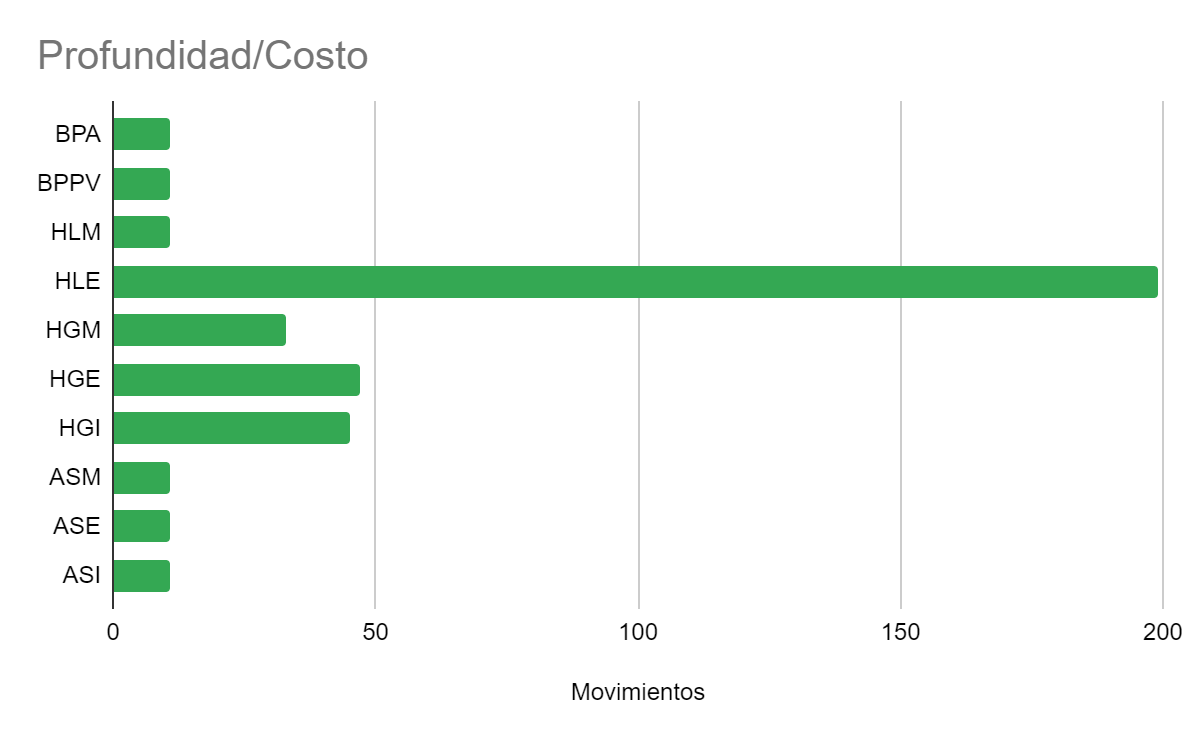 Profundidad/Costo
BPA
BPPV
HLM
HLE
HGM
HGE
HGI
ASM
ASE
ASI
0 50 100 150 200
Movimientos